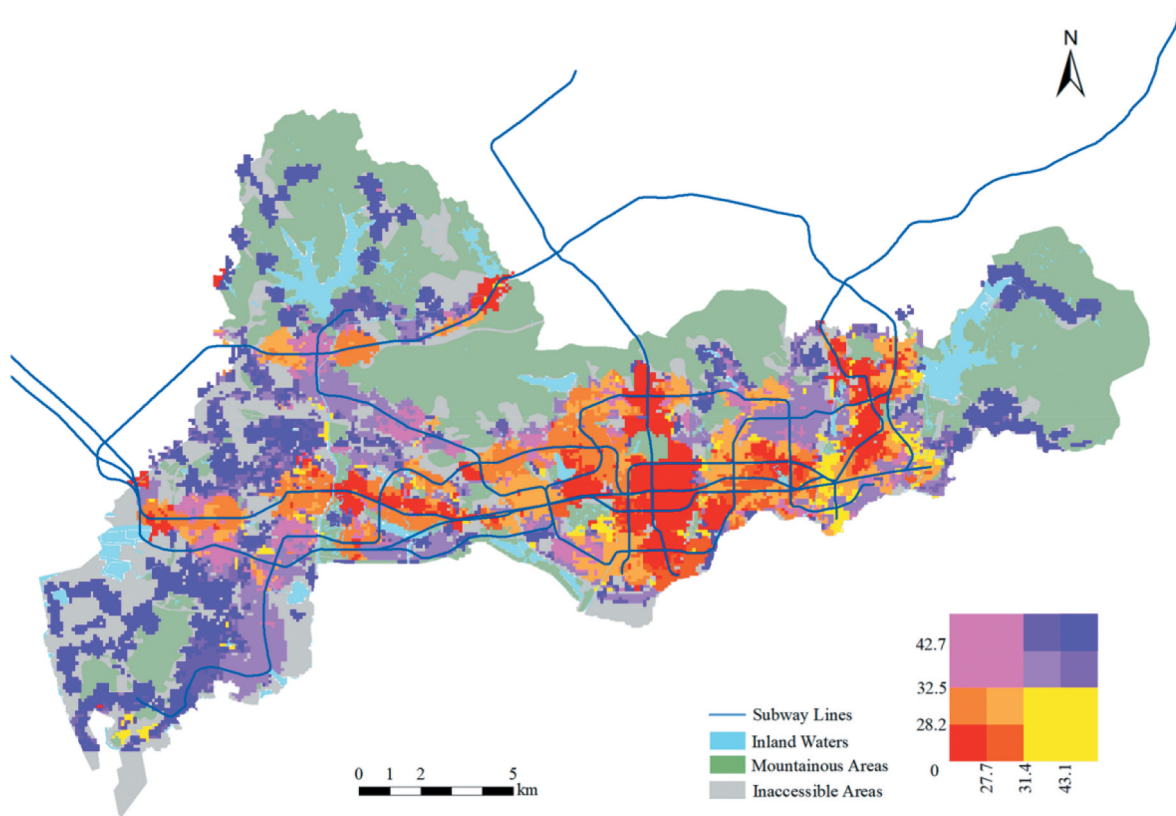 N
42.7
32.5
28.2
0
27.7
31.4
43.1
Subway Lines
Inland Waters
Mountainous Areas
Inaccessible Areas
0 1 2 5
km